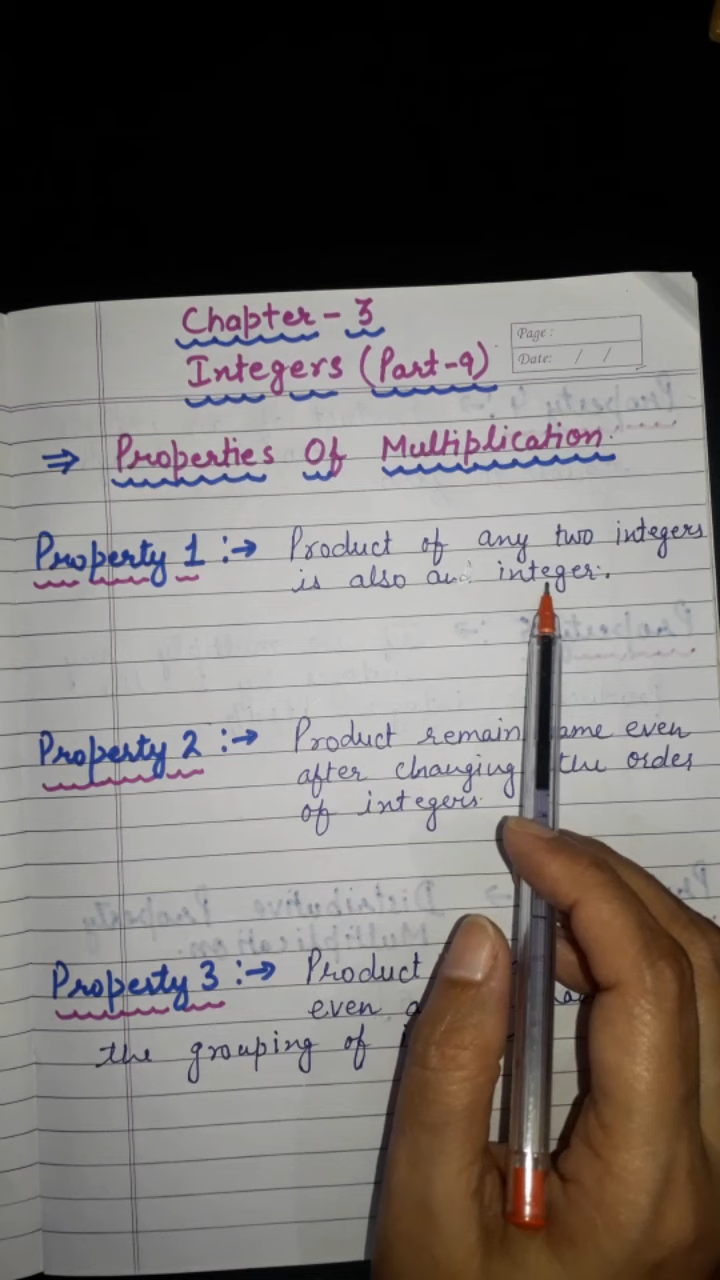 Chapter - 3
Integers (Part-9)
Page :
Date: / /
⇒ Properties Of Multiplication
Property 1 :→ Product of any two integers
is also an integer.
Property 2 :→ Product remain same even
after changing the order
of integers.
Property 3 :→ Product
even
the grouping of